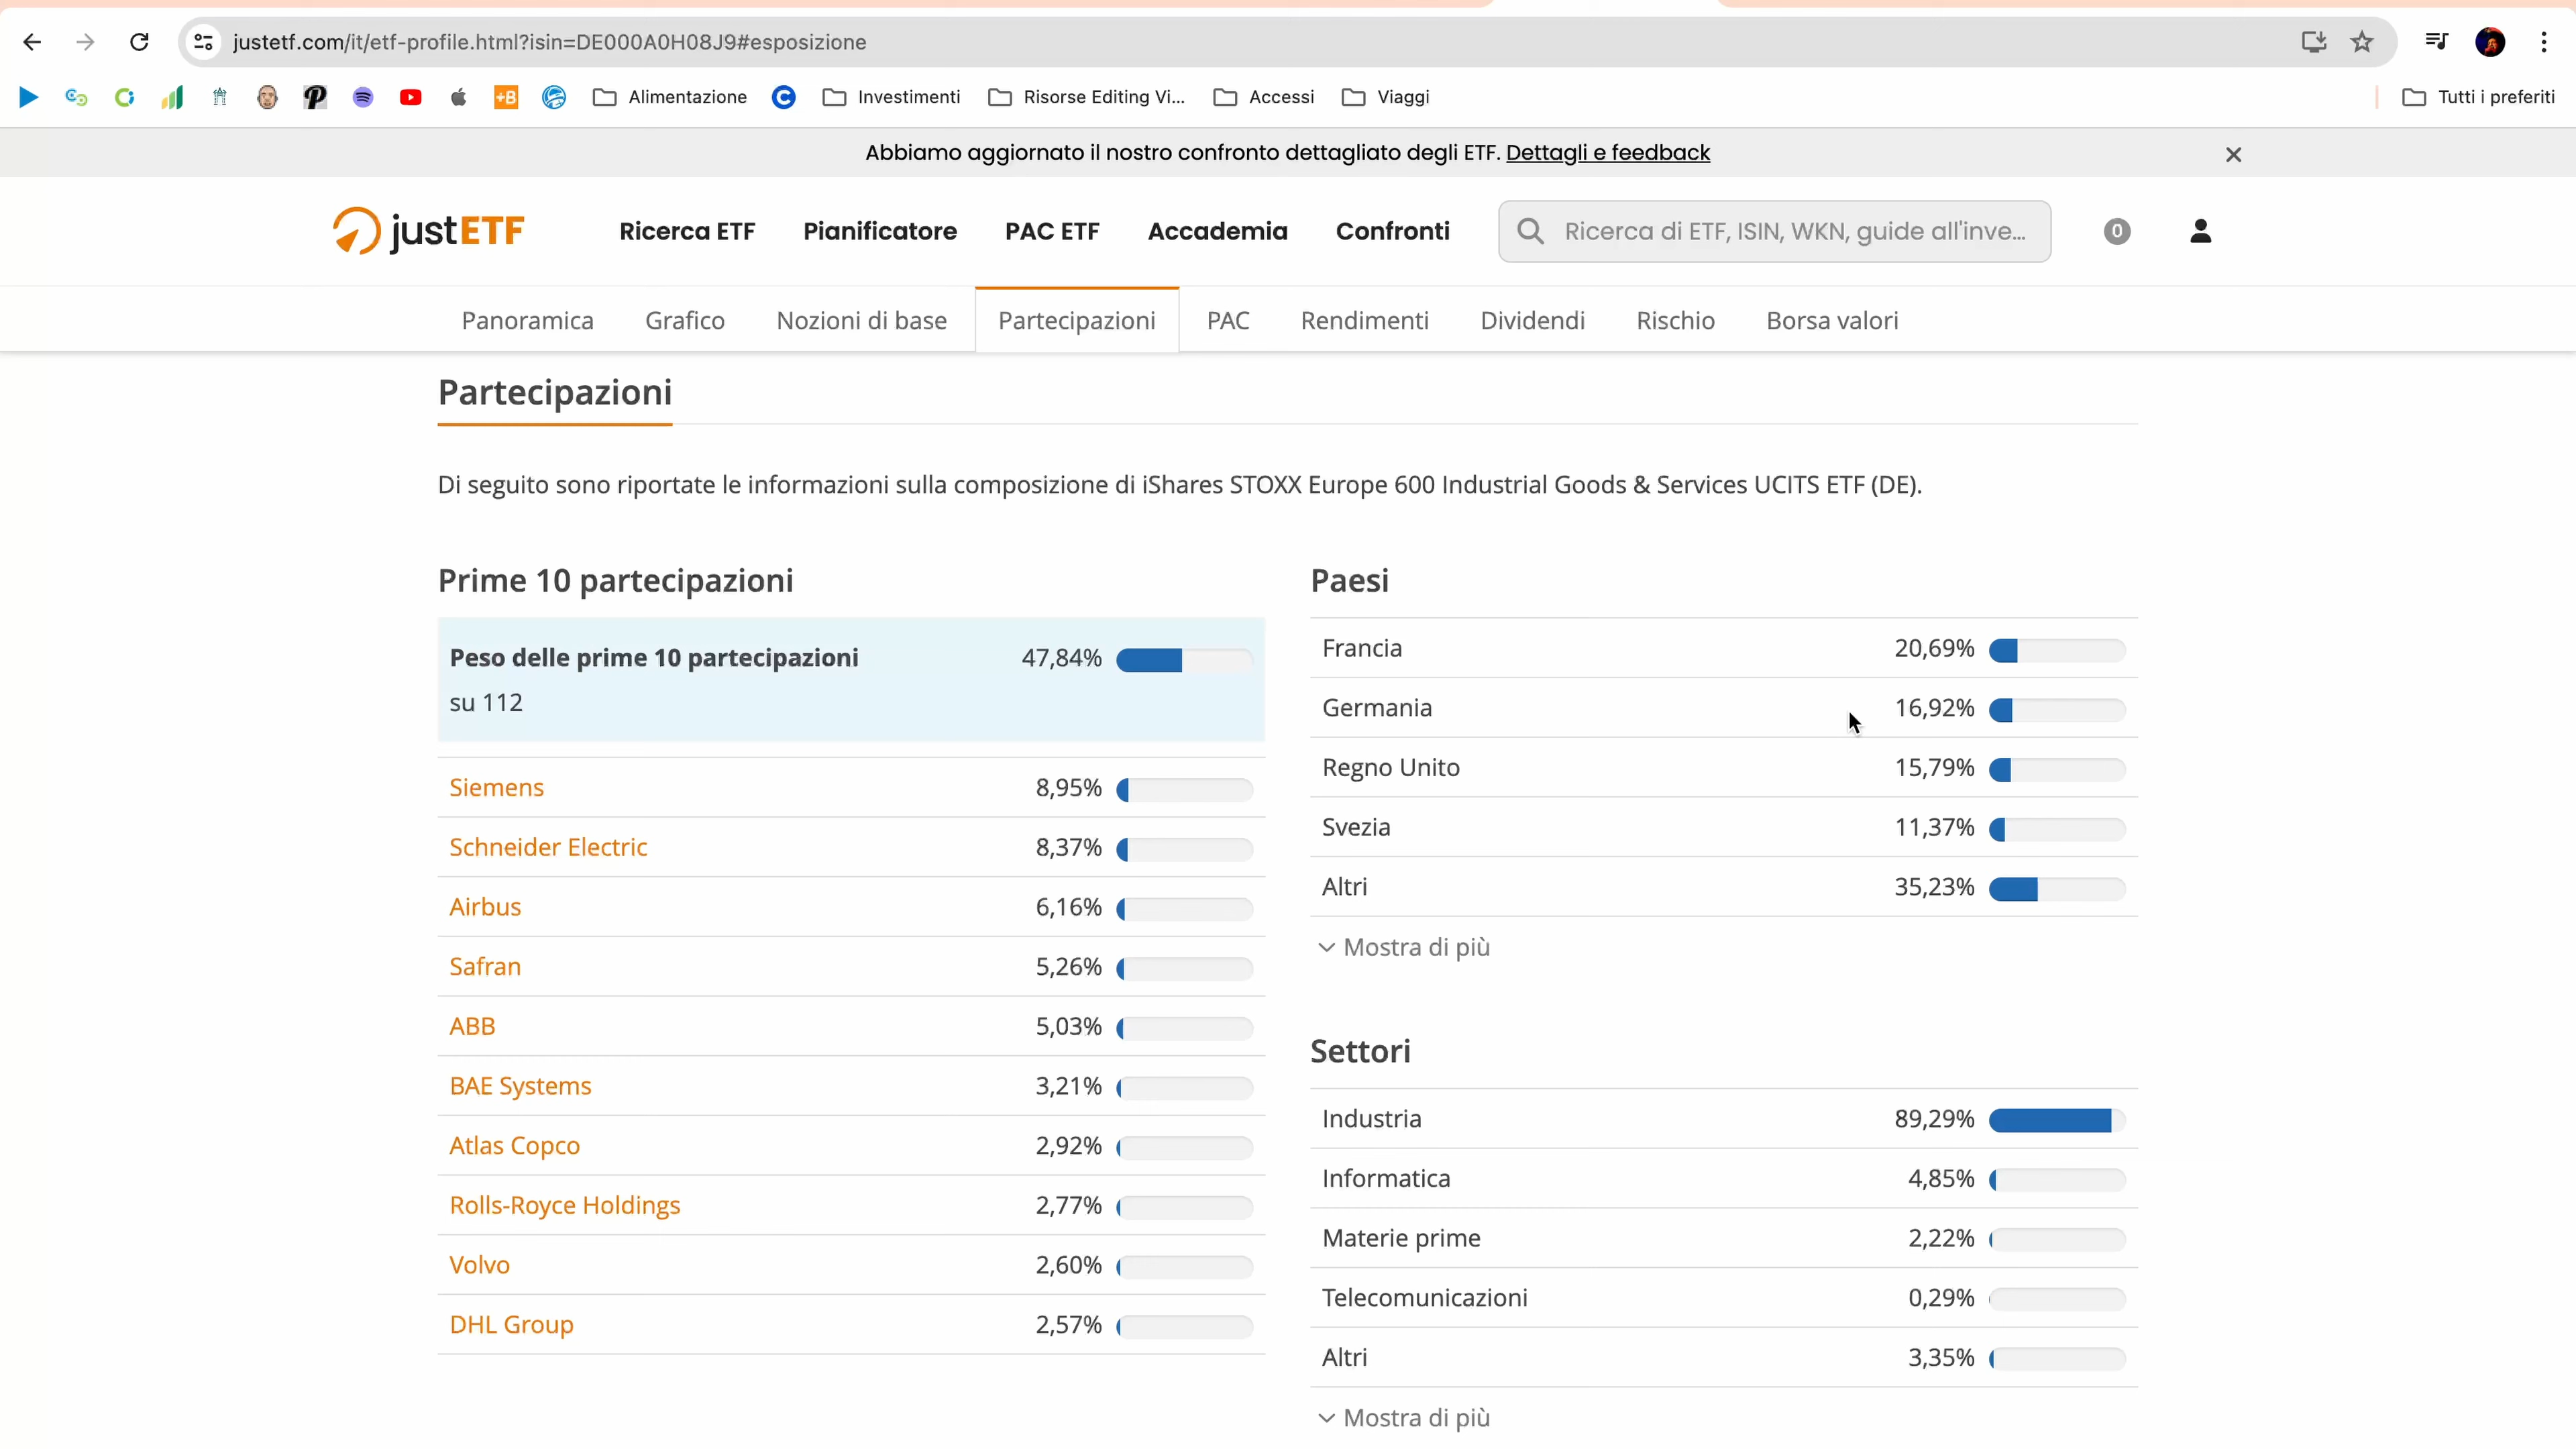 justetf.com/it/etf-profile.html?isin=DE000A0H08J9#esposizione
+B
Alimentazione
Investimenti
Risorse Editing Vi...
Accessi
Viaggi
Tutti i preferiti
Abbiamo aggiornato il nostro confronto dettagliato degli ETF. Dettagli e feedback
justETF
Ricerca ETF
Pianificatore
PAC ETF
Accademia
Confronti
Ricerca di ETF, ISIN, WKN, guide all'inve...
0
Panoramica
Grafico
Nozioni di base
Partecipazioni
PAC
Rendimenti
Dividendi
Rischio
Borsa valori
Partecipazioni
Di seguito sono riportate le informazioni sulla composizione di iShares STOXX Europe 600 Industrial Goods & Services UCITS ETF (DE).
Prime 10 partecipazioni
Peso delle prime 10 partecipazioni 47,84%
su 112
Siemens 8,95%
Schneider Electric 8,37%
Airbus 6,16%
Safran 5,26%
ABB 5,03%
BAE Systems 3,21%
Atlas Copco 2,92%
Rolls-Royce Holdings 2,77%
Volvo 2,60%
DHL Group 2,57%
Paesi
Francia 20,69%
Germania 16,92%
Regno Unito 15,79%
Svezia 11,37%
Altri 35,23%
Mostra di più
Settori
Industria 89,29%
Informatica 4,85%
Materie prime 2,22%
Telecomunicazioni 0,29%
Altri 3,35%
Mostra di più